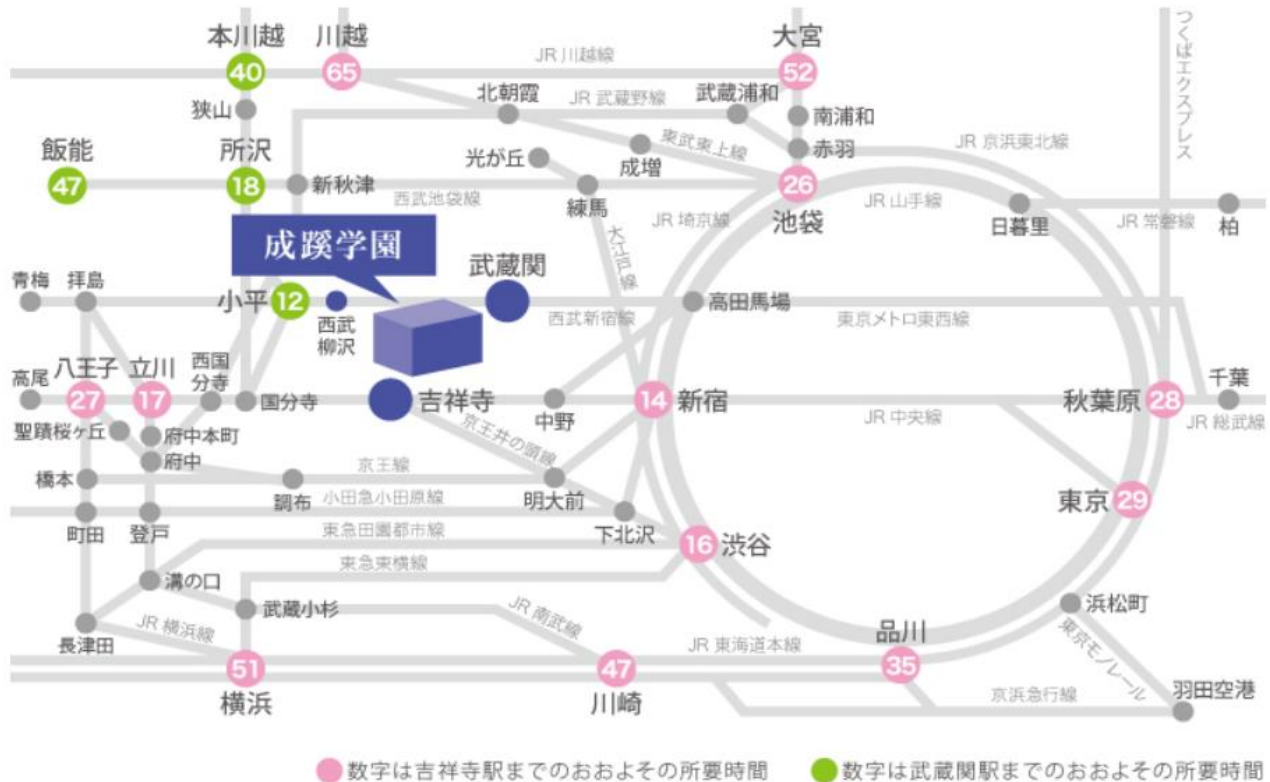 本川越
40
川越
65
JR 川越線
大宮
52
つくばエクスプレス
狭山
北朝霞
JR 武蔵野線
武蔵浦和
南浦和
JR 京浜東北線
飯能
47
所沢
18
新秋津
光が丘
成増
東武東上線
赤羽
26
池袋
西武池袋線
練馬
JR 埼京線
JR 山手線
日暮里
JR 常磐線
柏
成蹊学園
大江戸線
青梅
拝島
小平
12
西武
柳沢
武蔵関
西武新宿線
高田馬場
東京メトロ東西線
高尾
八王子
27
立川
17
西国
分寺
国分寺
吉祥寺
中野
14
新宿
JR 中央線
秋葉原
28
千葉
JR 総武線
聖蹟桜ヶ丘
府中本町
府中
京王井の頭線
橋本
京王線
調布
明大前
東京
29
小田急小田原線
町田
登戸
下北沢
東急田園都市線
16
渋谷
東急東横線
溝の口
武蔵小杉
JR 南武線
浜松町
長津田
JR 横浜線
51
横浜
47
川崎
JR 東海道本線
品川
35
東京モノレール
京浜急行線
羽田空港
数字は吉祥寺駅までのおおよその所要時間
数字は武蔵関駅までのおおよその所要時間